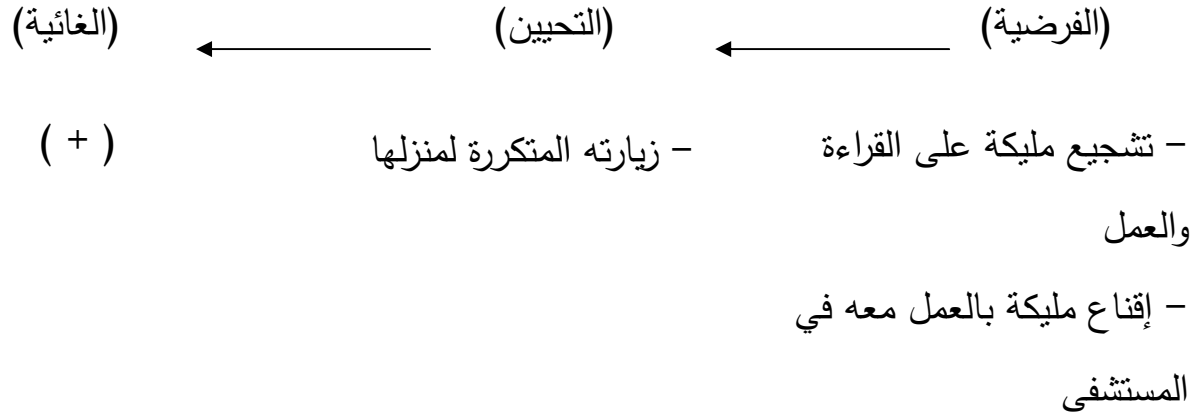 (الفرضية) (التحيين) (الغائية)
- تشجيع مليكة على القراءة - زيارته المتكررة لمنزلها ( + )
والعمل
- إقناع مليكة بالعمل معه في
المستشفى